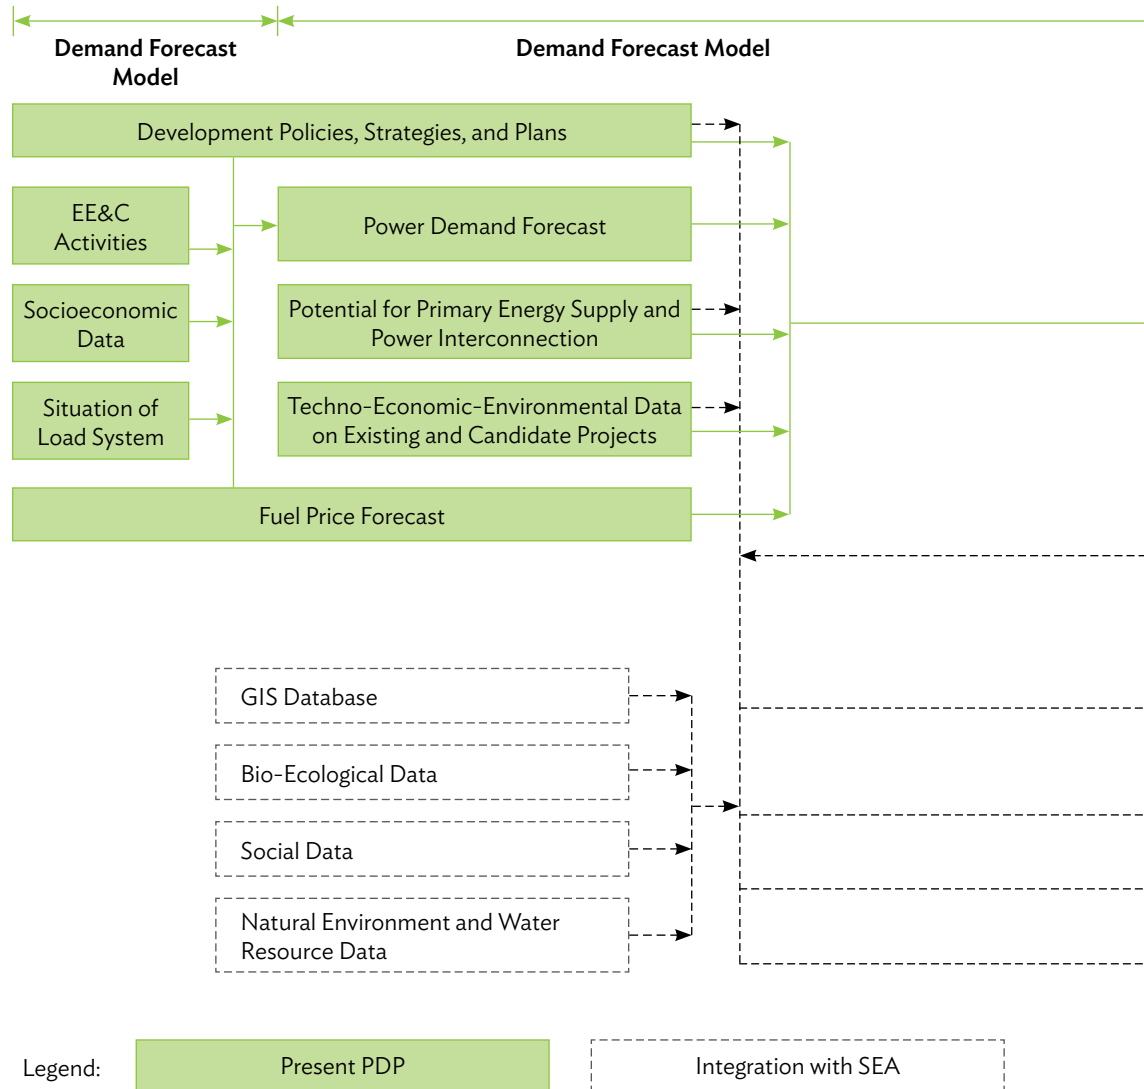 Demand Forecast
Model
Demand Forecast Model
Development Policies, Strategies, and Plans
EE&C
Activities
Power Demand Forecast
Socioeconomic
Data
Potential for Primary Energy Supply and
Power Interconnection
Situation of
Load System
Techno-Economic-Environmental Data
on Existing and Candidate Projects
Fuel Price Forecast
GIS Database
Bio-Ecological Data
Social Data
Natural Environment and Water
Resource Data
Legend:
Present PDP
Integration with SEA